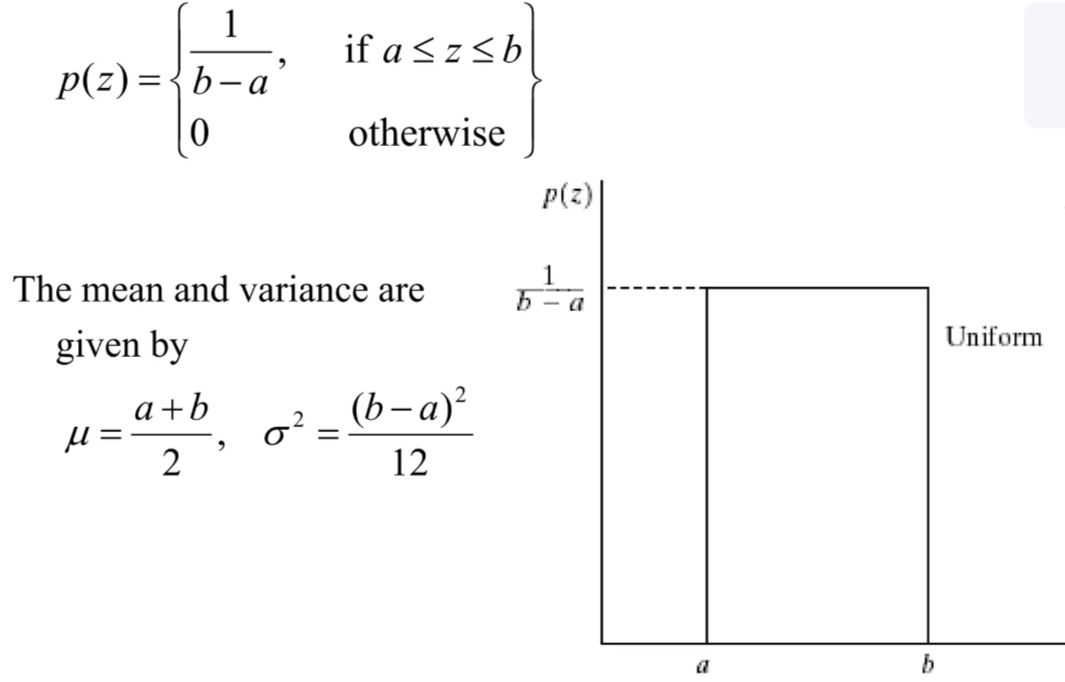 p(z) = { 1/(b − a), if a ≤ z ≤ b
0 otherwise }
The mean and variance are
given by
μ = (a + b)/2, σ² = (b − a)²/12
p(z)
1/(b − a)
Uniform
a
b